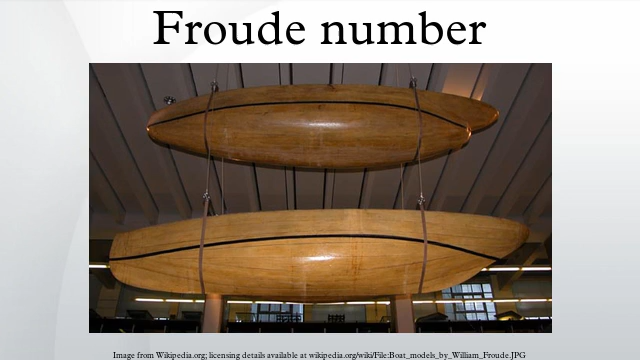 Froude number
Image from Wikipedia.org; licensing details available at wikipedia.org/wiki/File:Boat_models_by_William_Froude.JPG